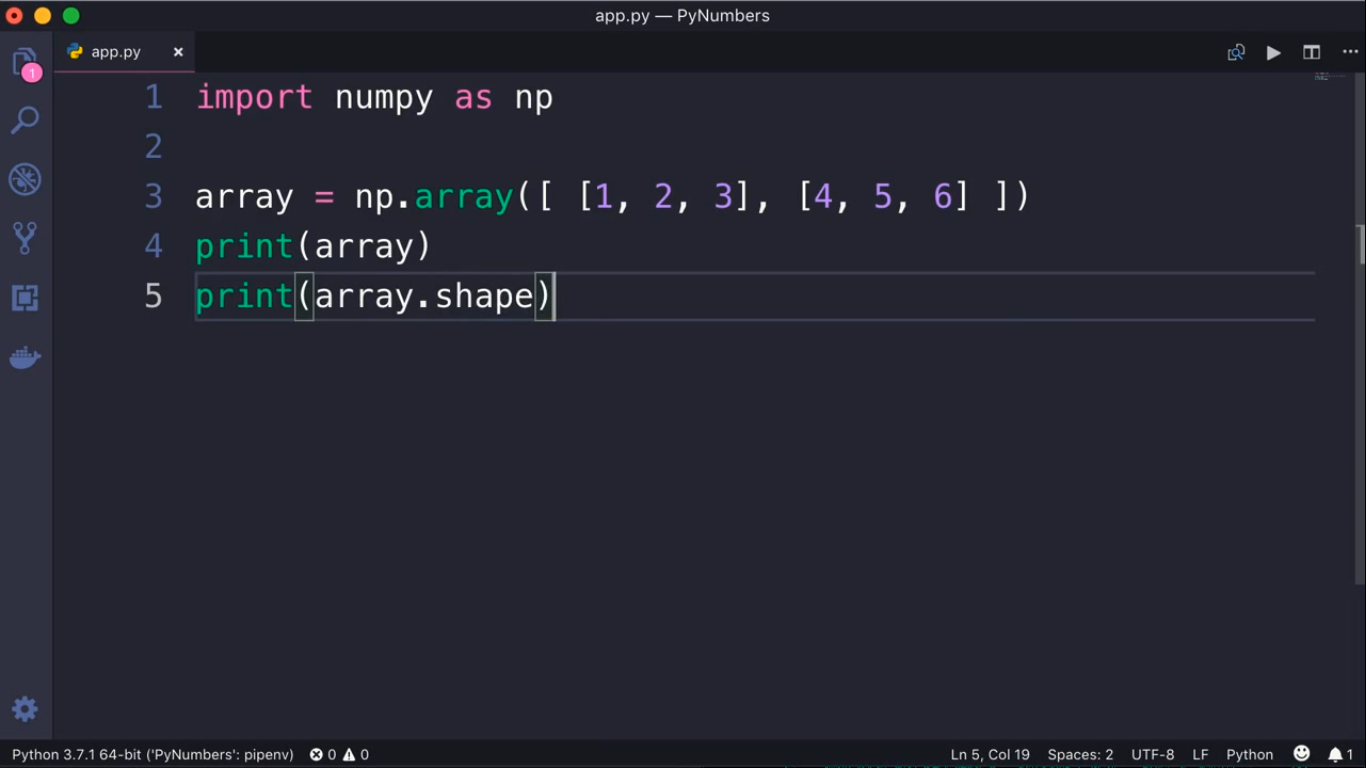 app.py — PyNumbers
app.py
1
1 import numpy as np
2
3 array = np.array([ [1, 2, 3], [4, 5, 6] ])
4 print(array)
5 print(array.shape)
Python 3.7.1 64-bit ('PyNumbers': pipenv) 0 0 Ln 5, Col 19 Spaces: 2 UTF-8 LF Python 1